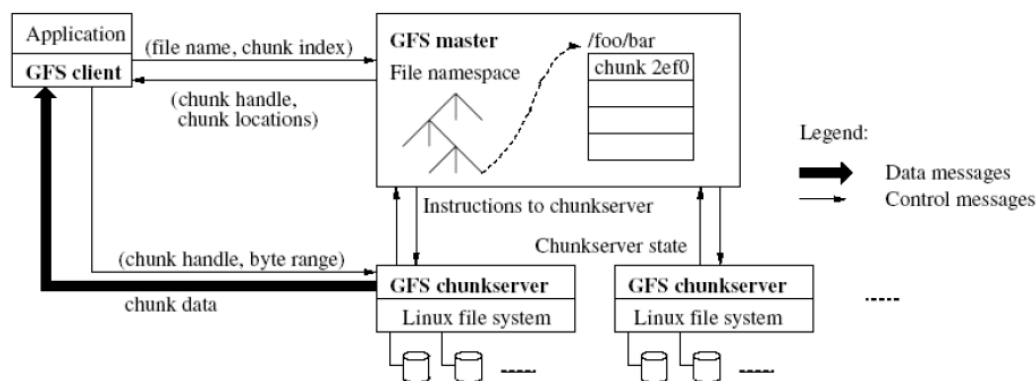 Application
GFS client
(file name, chunk index)
(chunk handle,
chunk locations)
GFS master
File namespace
/foo/bar
chunk 2ef0
Legend:
Data messages
Control messages
Instructions to chunkserver
Chunkserver state
(chunk handle, byte range)
chunk data
GFS chunkserver
Linux file system
GFS chunkserver
Linux file system